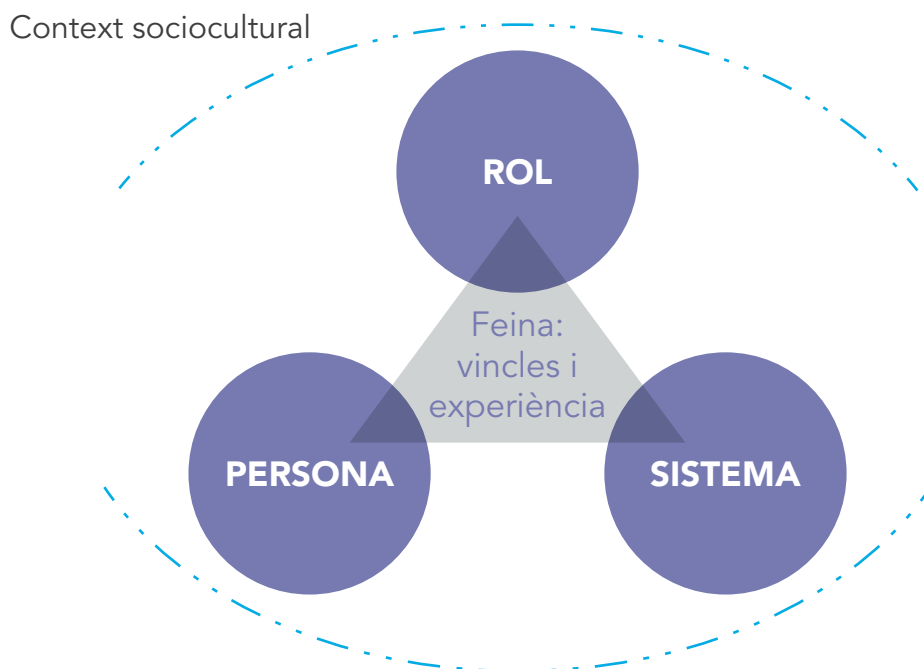 Context sociocultural
ROL
Feina:
vincles i
experiència
PERSONA
SISTEMA